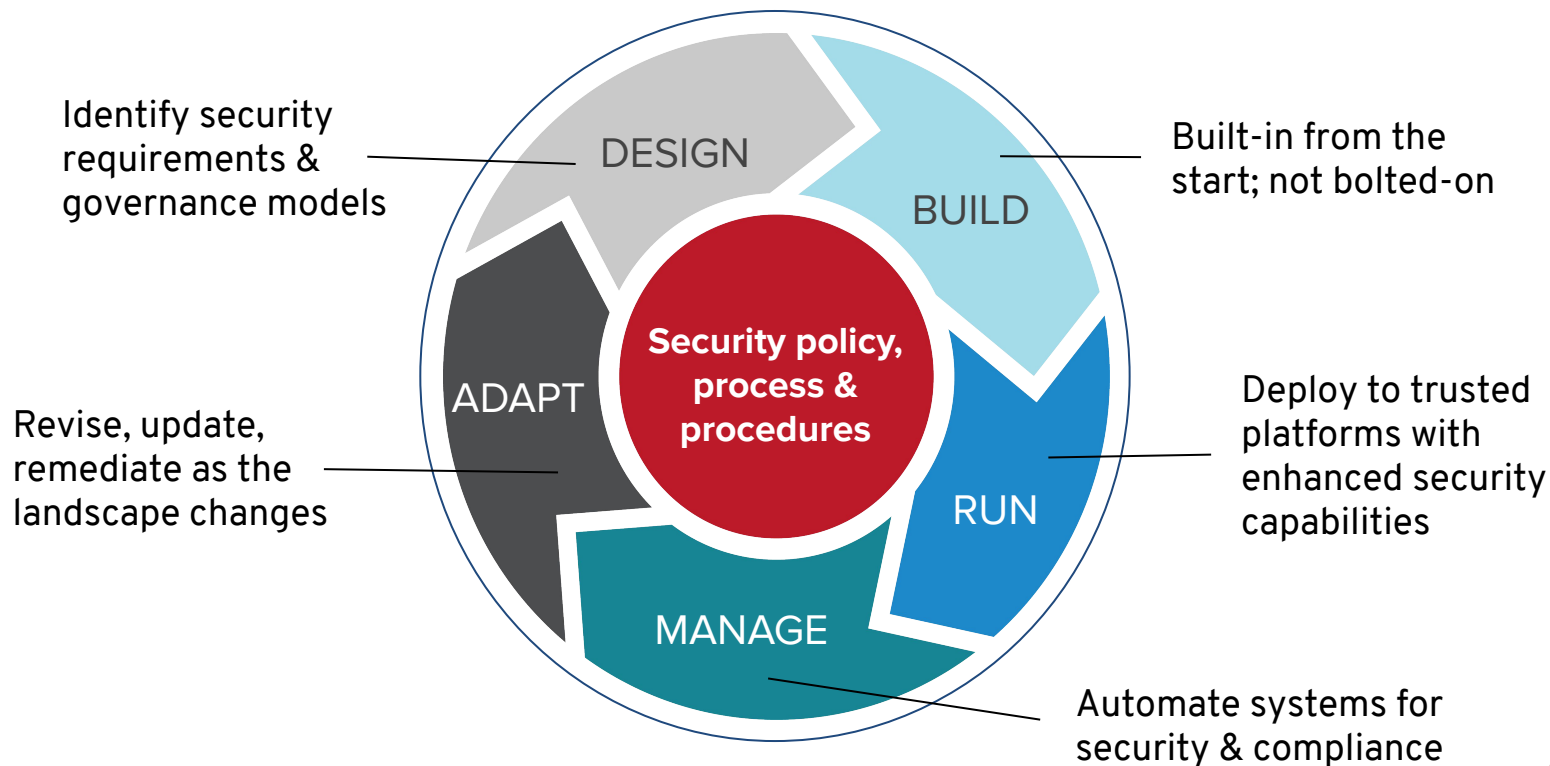 Identify security
requirements &
governance models
DESIGN
BUILD
Built-in from the
start; not bolted-on
Security policy,
process &
procedures
ADAPT
Revise, update,
remediate as the
landscape changes
RUN
Deploy to trusted
platforms with
enhanced security
capabilities
MANAGE
Automate systems for
security & compliance